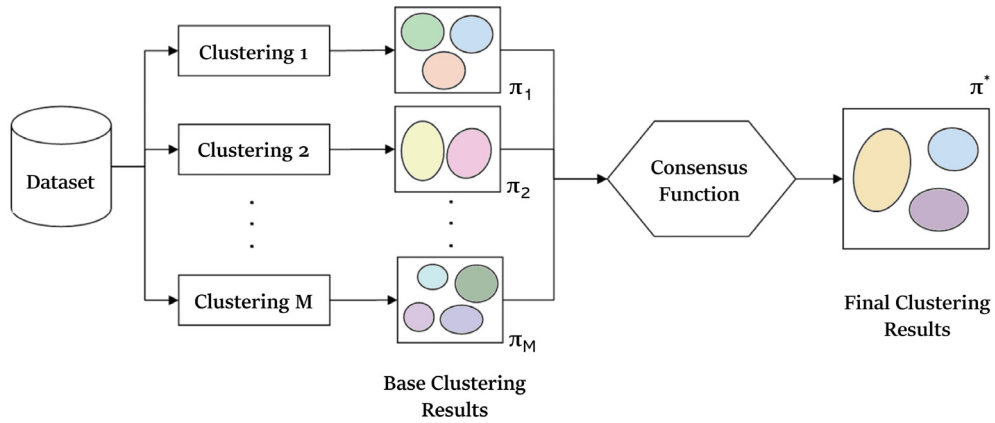 Clustering 1
π1
π*
Dataset
Clustering 2
π2
Consensus
Function
Clustering M
πM
Final Clustering
Results
Base Clustering
Results